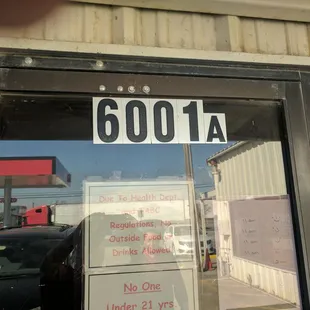 6001A
Due To Health Dept
Regulations, No
Outside Food or
Drinks Allowed
No One
Under 21 yrs